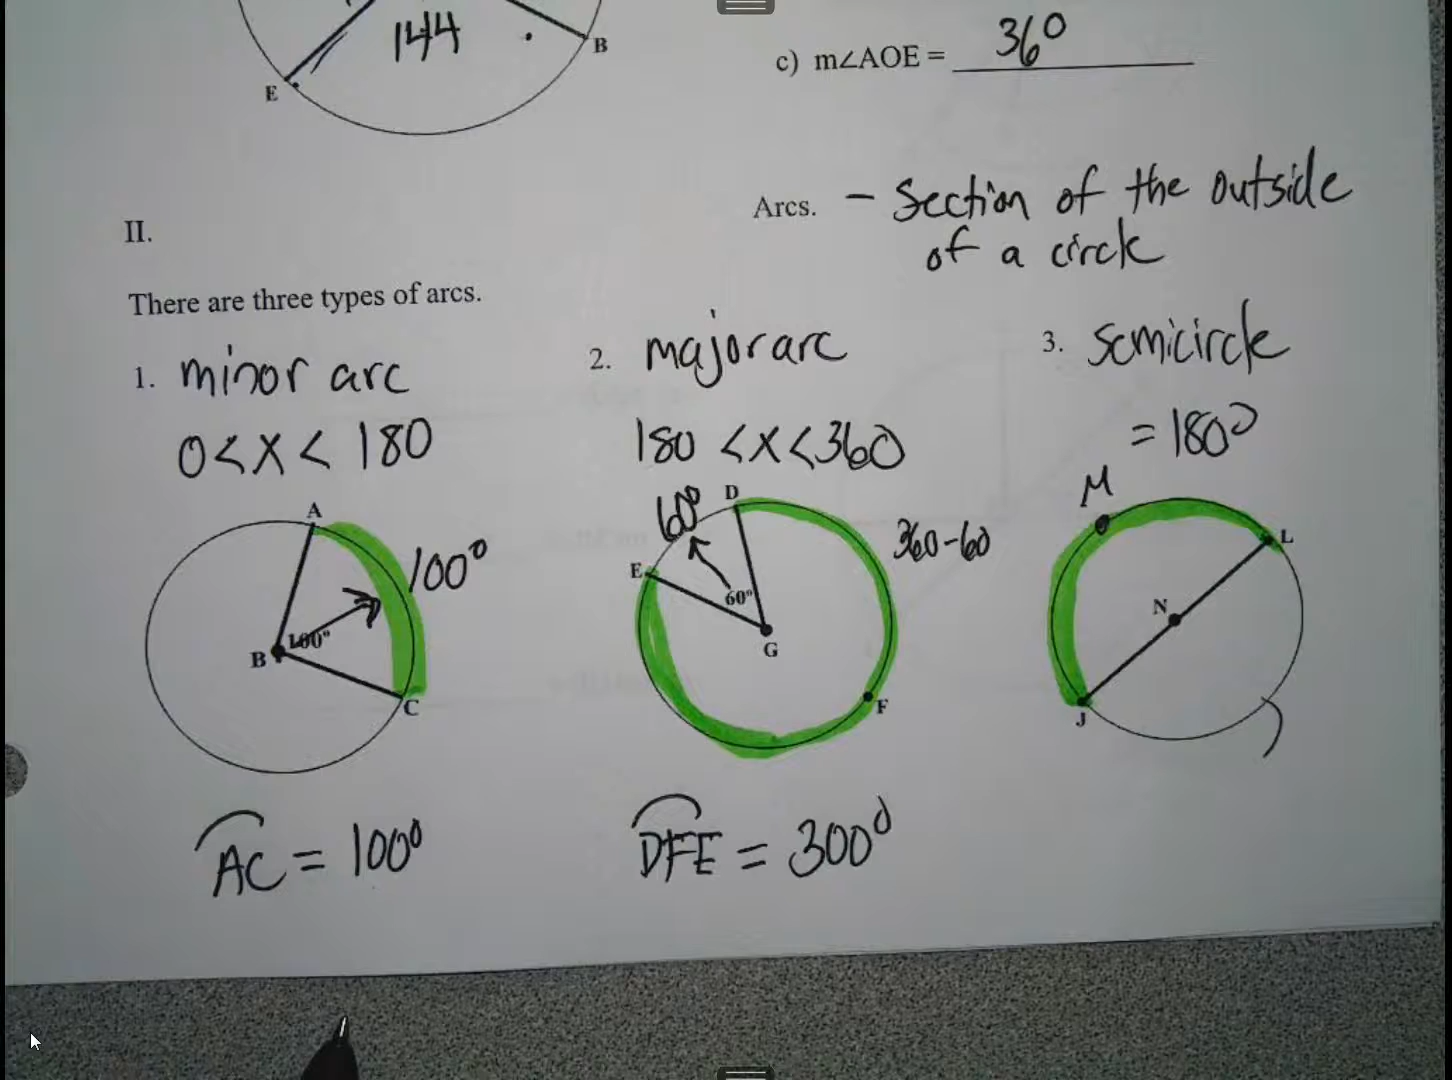 144
B
E
c) m∠AOE = 36°
Arcs. - Section of the outside
of a circle
II.
There are three types of arcs.
1. minor arc
0 < x < 180
A
100°
100°
B
C
AC = 100°
2. major arc
180 < x < 360
60°
D
360-60
E
60°
G
F
DFE = 300°
3. semicircle
= 180°
M
L
N
J